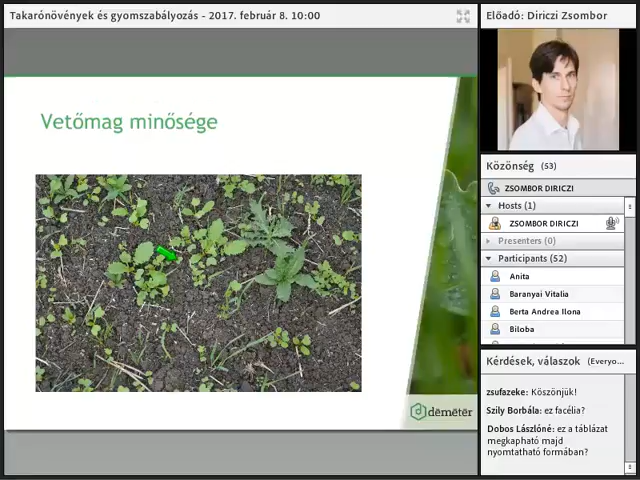 Takarónövények és gyomszabályozás - 2017. február 8. 10:00
Vetőmag minősége
dēmētēr
Előadó: Diriczi Zsombor
Közönség (53)
ZSOMBOR DIRICZI
Hosts (1)
ZSOMBOR DIRICZI
Presenters (0)
Participants (52)
Anita
Baranyai Vitalia
Berta Andrea Ilona
Biloba
Kérdések, válaszok (Everyo...
zsufazeke: Köszönjük!
Szily Borbála: ez facélia?
Dobos Lászlóné: ez a táblázat
megkapható majd
nyomtatható formában?